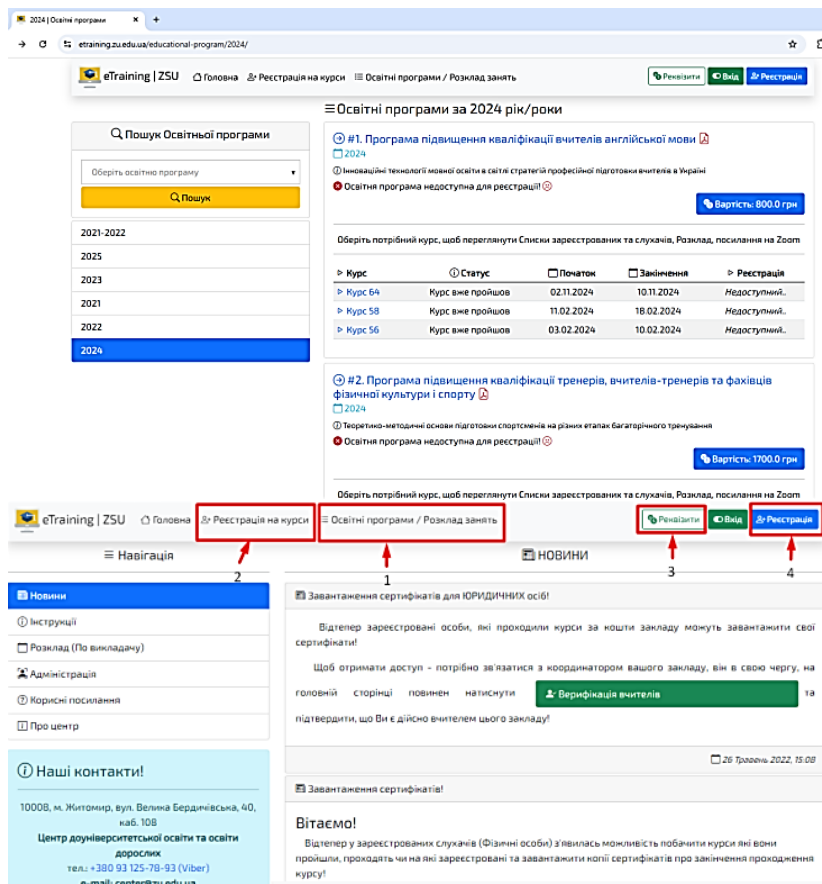 2024 | Освітні програми
etraining.zu.edu.ua/educational-program/2024/
eTraining | ZSU Головна Реєстрація на курси Освітні програми / Розклад занять Реквізити Вхід Реєстрація
Освітні програми за 2024 рік/роки
Пошук Освітньої програми
Оберіть освітню програму
Пошук
2021-2022
2025
2023
2021
2022
2024
#1. Програма підвищення кваліфікації вчителів англійської мови
2024
Інноваційні технології мовної освіти в світлі стратегій професійної підготовки вчителів в Україні
Освітня програма недоступна для реєстрації!
Вартість: 800.0 грн
Оберіть потрібний курс, щоб переглянути Списки зареєстрованих та слухачів, Розклад, посилання на Zoom
Курс Статус Початок Закінчення Реєстрація
Курс 64 Курс вже пройшов 02.11.2024 10.11.2024 Недоступний..
Курс 58 Курс вже пройшов 11.02.2024 18.02.2024 Недоступний..
Курс 56 Курс вже пройшов 03.02.2024 10.02.2024 Недоступний..
#2. Програма підвищення кваліфікації тренерів, вчителів-тренерів та фахівців
фізичної культури і спорту
2024
Теоретико-методичні основи підготовки спортсменів на різних етапах багаторічного тренування
Освітня програма недоступна для реєстрації!
Вартість: 1700.0 грн
Оберіть потрібний курс, щоб переглянути Списки зареєстрованих та слухачів, Розклад, посилання на Zoom
eTraining | ZSU Головна Реєстрація на курси Освітні програми / Розклад занять Реквізити Вхід Реєстрація
2 1 3 4
Навігація
Новини
Інструкції
Розклад (По викладачу)
Адміністрація
Корисні посилання
Про центр
Наші контакти!
10008, м. Житомир, вул. Велика Бердичівська, 40,
каб. 108
Центр доуніверситетської освіти та освіти
дорослих
тел.: +380 93 125-78-93 (Viber)
e-mail: center@zu.edu.ua
НОВИНИ
Завантаження сертифікатів для ЮРИДИЧНИХ осіб!
Відтепер зареєстровані особи, які проходили курси за кошти закладу можуть завантажити свої
сертифікати!
Щоб отримати доступ - потрібно зв'язатися з координатором вашого закладу, він в свою чергу, на
головній сторінці повинен натиснути Верифікація вчителів та
підтвердити, що Ви є дійсно вчителем цього закладу!
26 Травень 2022, 15:08
Завантаження сертифікатів!
Вітаємо!
Відтепер у зареєстрованих слухачів (Фізичні особи) з'явилась можливість побачити курси які вони
пройшли, проходять чи на які зареєстровані та завантажити копії сертифікатів про закінчення проходження
курсу!